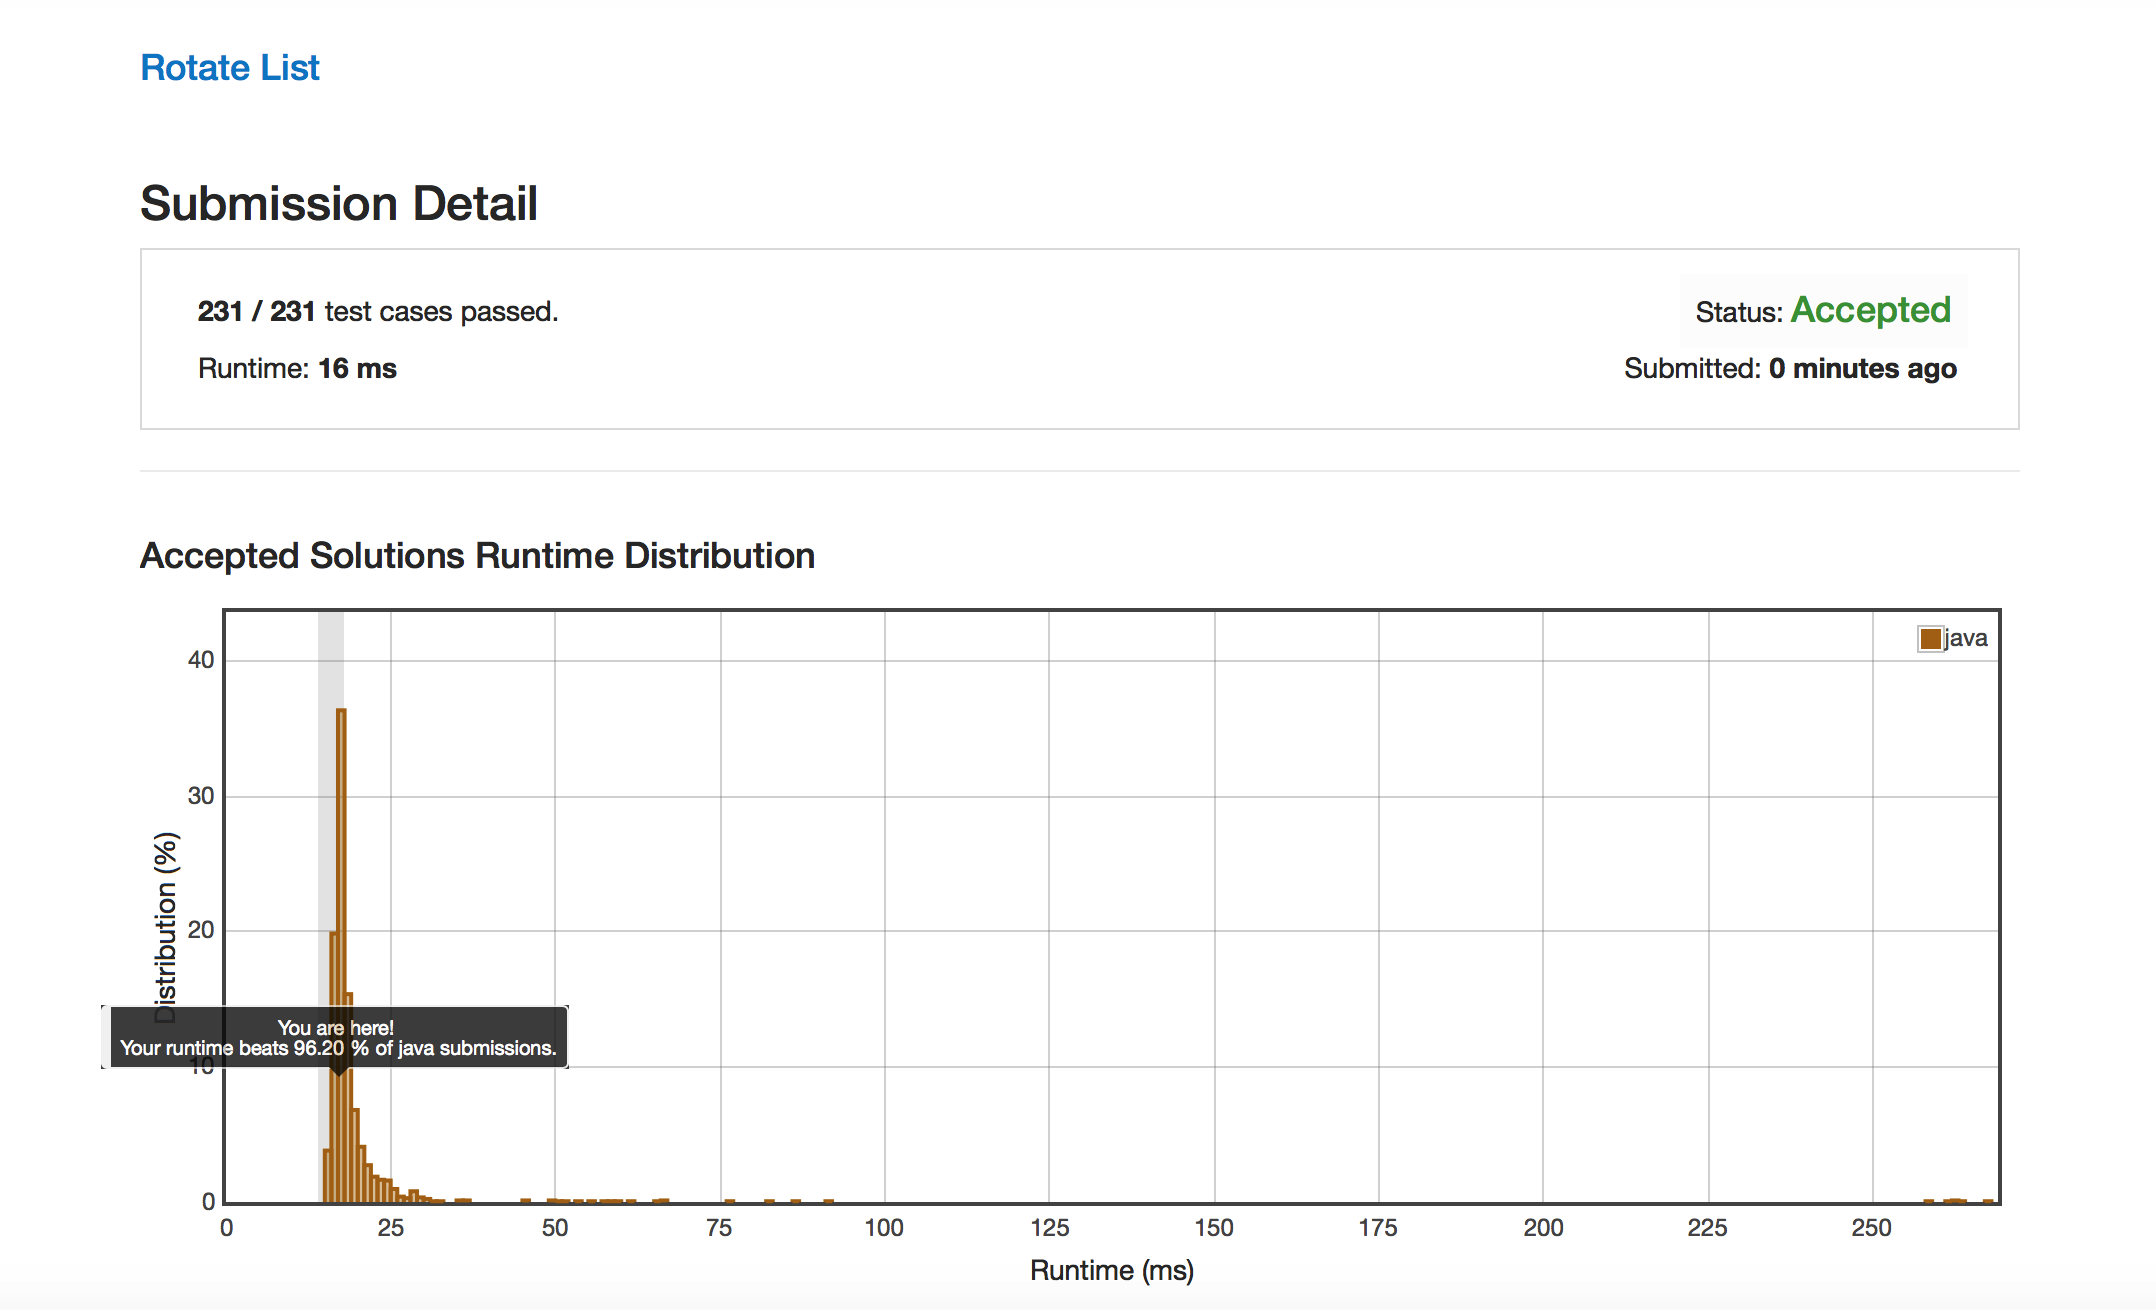 Rotate List
Submission Detail
231 / 231 test cases passed.
Status: Accepted
Runtime: 16 ms
Submitted: 0 minutes ago
Accepted Solutions Runtime Distribution
java
Distribution (%)
40
30
20
10
0
You are here!
Your runtime beats 96.20 % of java submissions.
0 25 50 75 100 125 150 175 200 225 250
Runtime (ms)